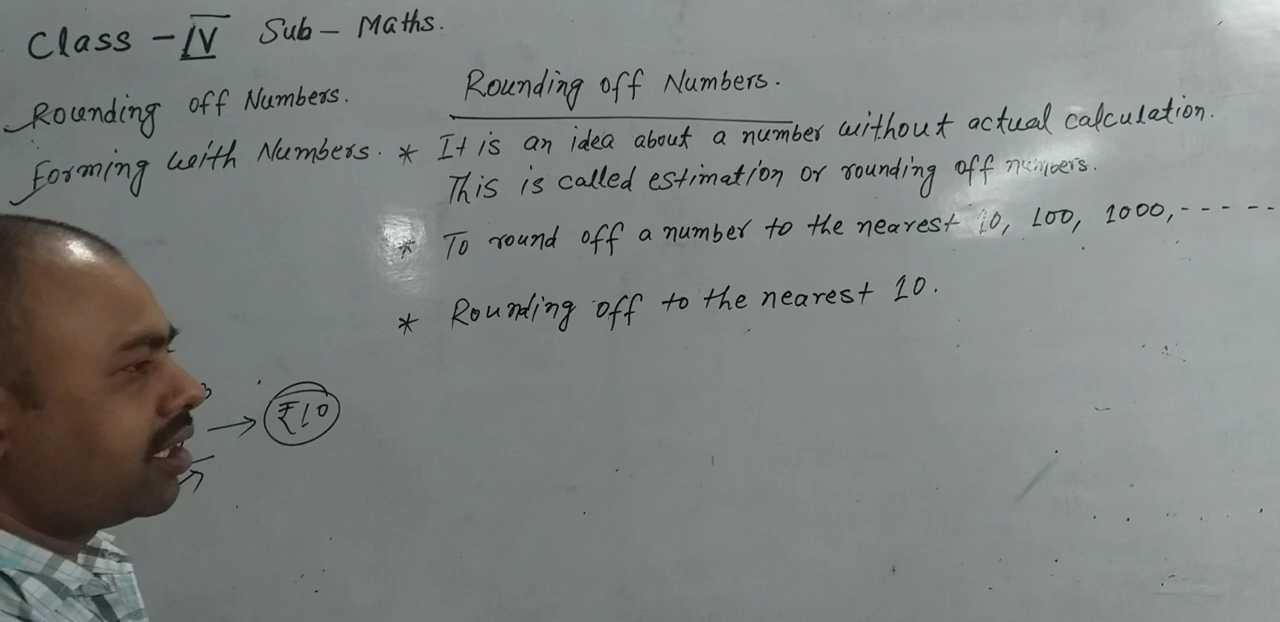 Class - IV Sub - Maths.
Rounding off Numbers.
Forming with Numbers.
Rounding off Numbers.
* It is an idea about a number without actual calculation.
This is called estimation or rounding off numbers.
* To round off a number to the nearest 10, 100, 1000, - - - - -
* Rounding off to the nearest 10.
→ ₹10